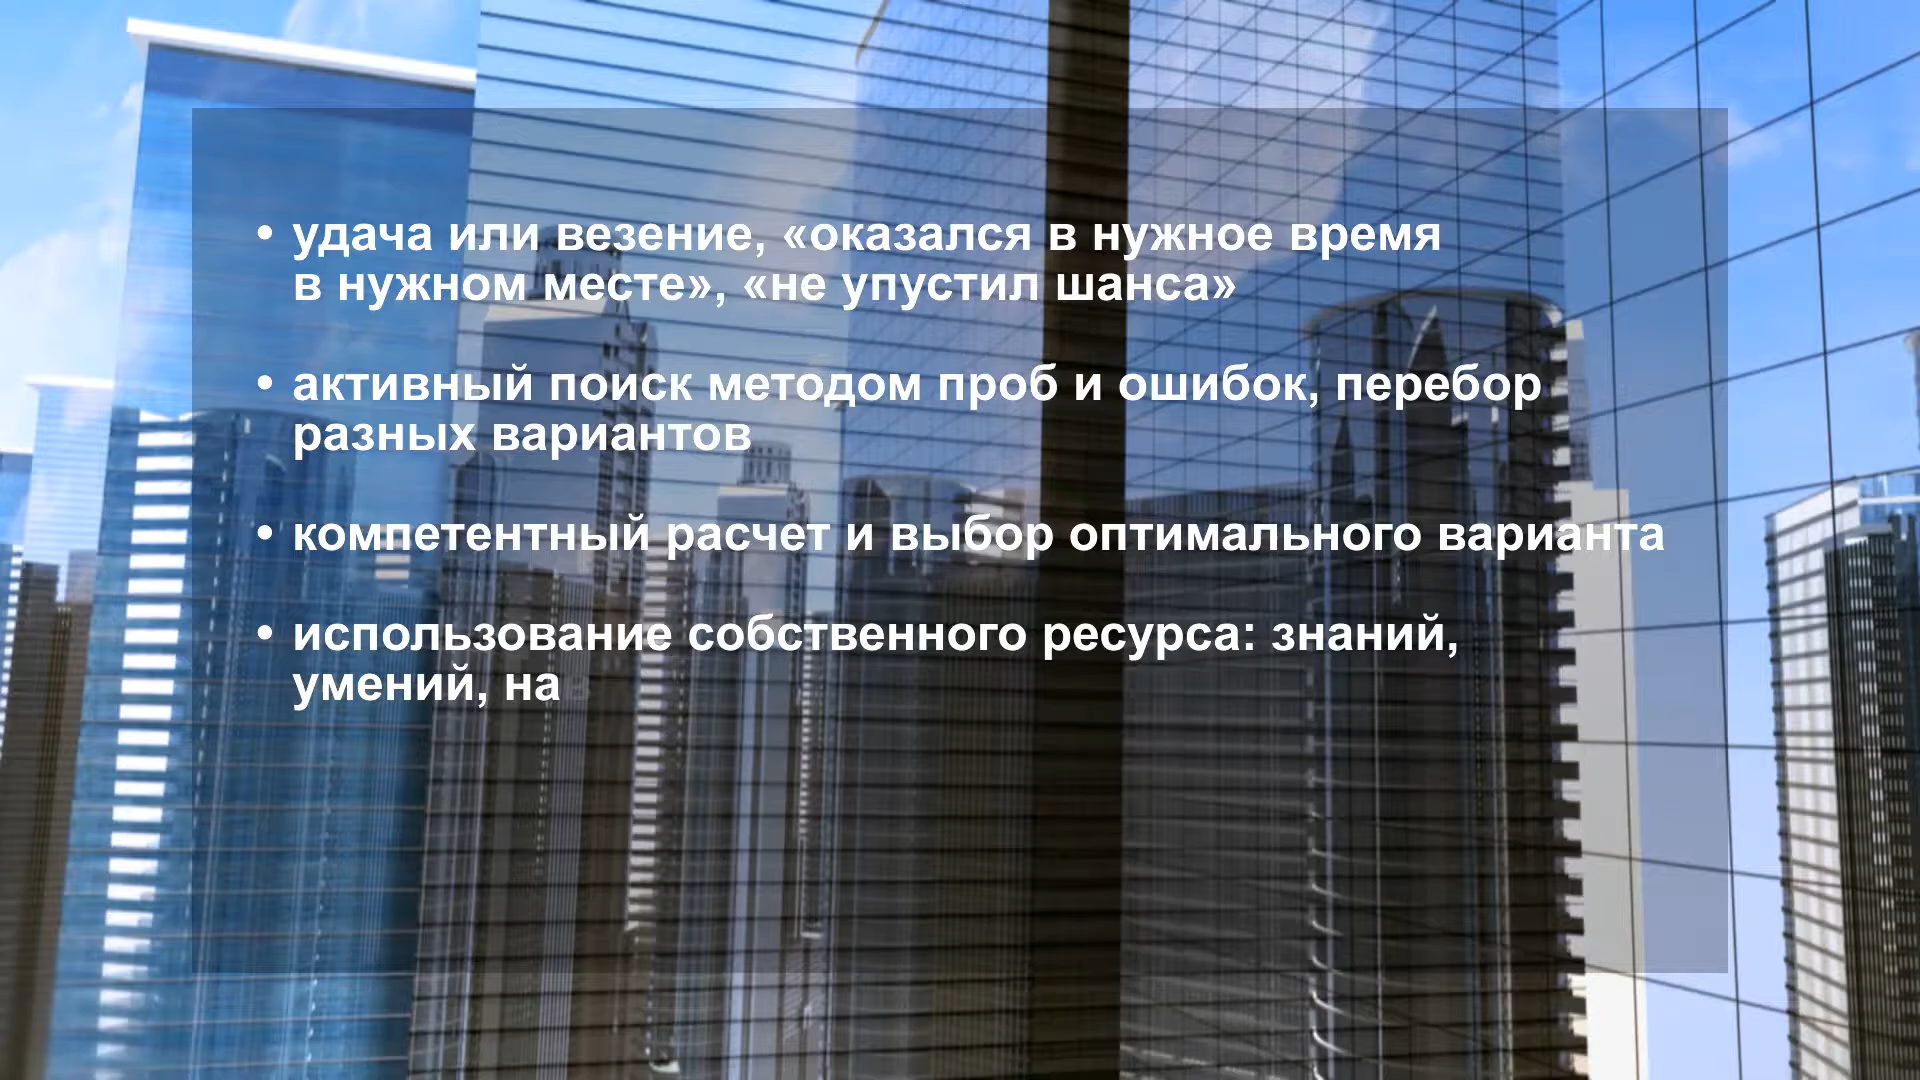 • удача или везение, «оказался в нужное время
в нужном месте», «не упустил шанса»
• активный поиск методом проб и ошибок, перебор
разных вариантов
• компетентный расчет и выбор оптимального варианта
• использование собственного ресурса: знаний,
умений, на